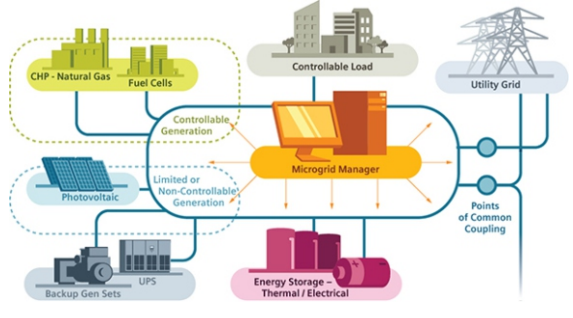 Controllable Load
Utility Grid
CHP - Natural Gas
Fuel Cells
Controllable
Generation
Microgrid Manager
Limited or
Non-Controllable
Generation
Photovoltaic
Points
of Common
Coupling
UPS
Backup Gen Sets
Energy Storage –
Thermal / Electrical